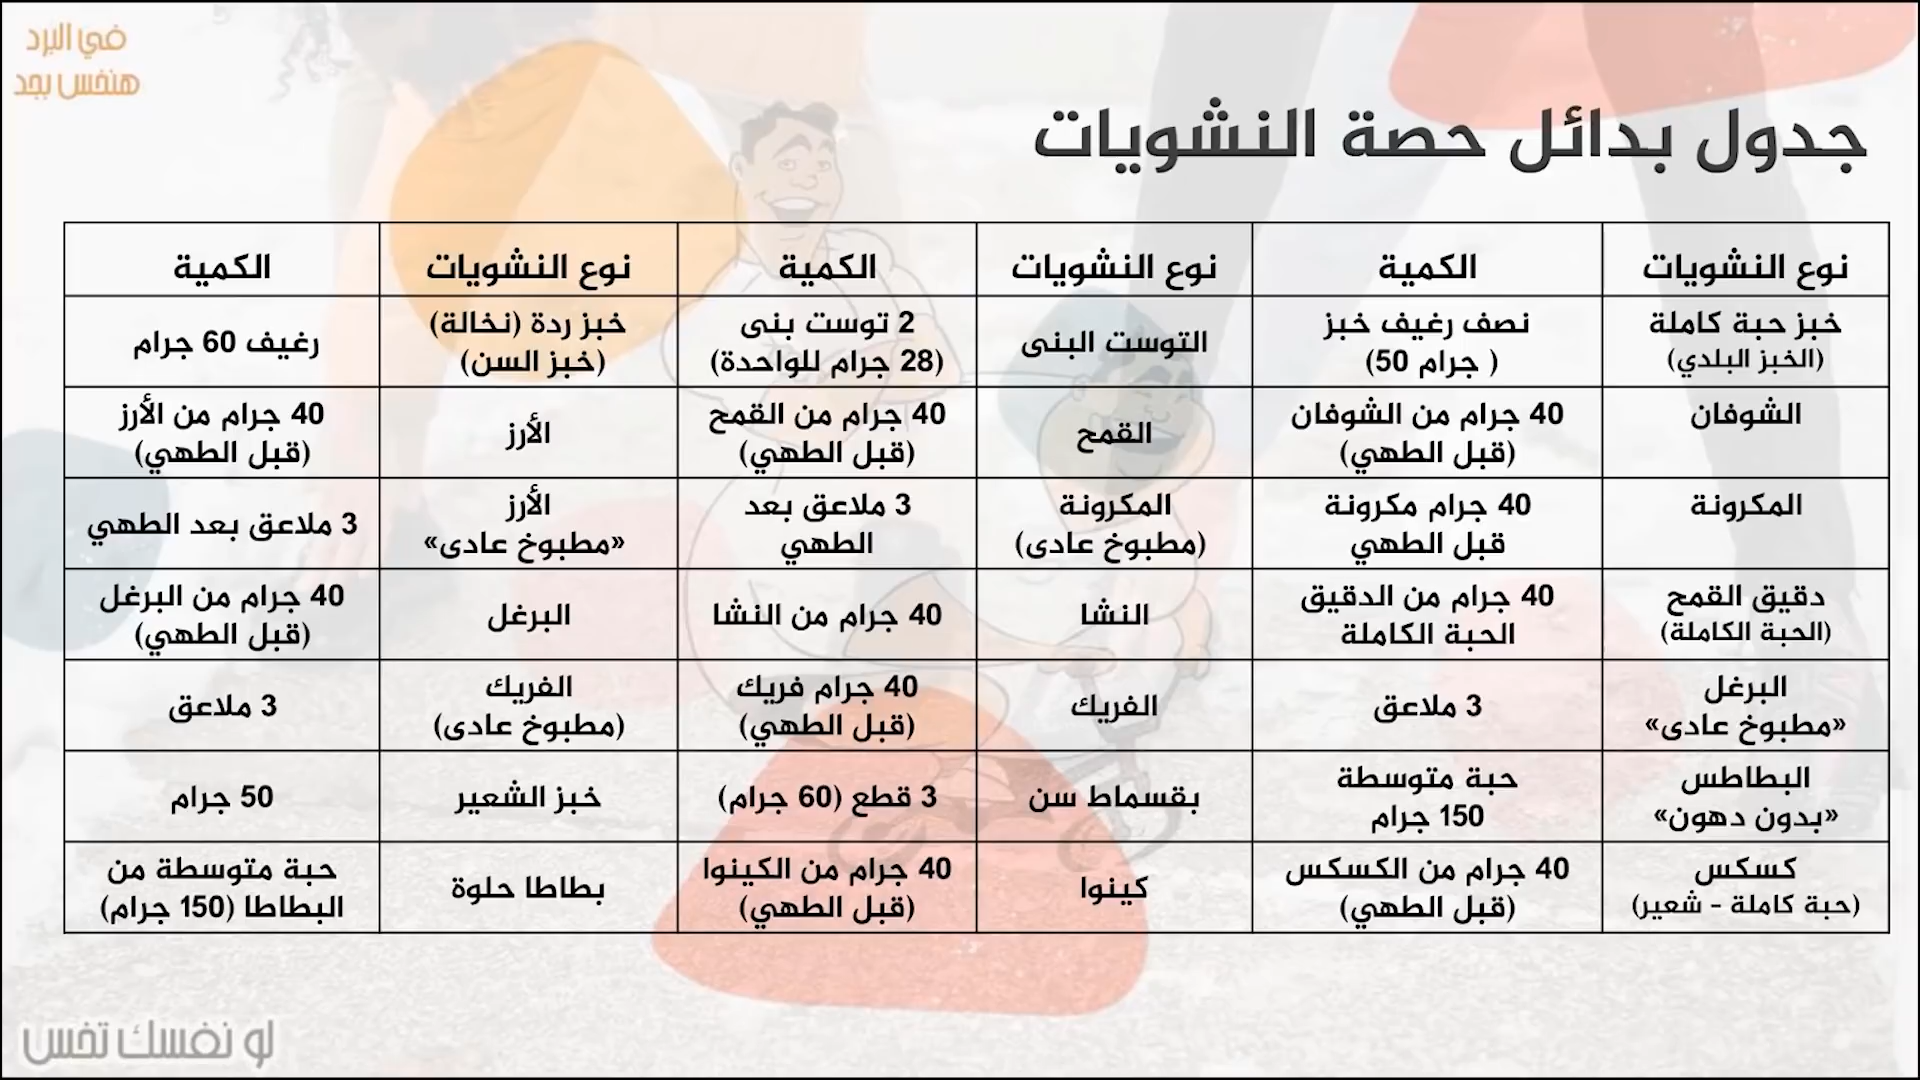 في البرد
هنخس بجد
جدول بدائل حصة النشويات
نوع النشويات	الكمية	نوع النشويات	الكمية	نوع النشويات	الكمية
خبز حبة كاملة
(الخبز البلدي)
نصف رغيف خبز
( جرام 50)
التوست البنى
2 توست بنى
(28 جرام للواحدة)
خبز ردة (نخالة)
(خبز السن)
رغيف 60 جرام
الشوفان
40 جرام من الشوفان
(قبل الطهي)
القمح
40 جرام من القمح
(قبل الطهي)
الأرز
40 جرام من الأرز
(قبل الطهي)
المكرونة
40 جرام مكرونة
قبل الطهي
المكرونة
(مطبوخ عادى)
3 ملاعق بعد
الطهي
الأرز
«مطبوخ عادى»
3 ملاعق بعد الطهي
دقيق القمح
(الحبة الكاملة)
40 جرام من الدقيق
الحبة الكاملة
النشا
40 جرام من النشا
البرغل
40 جرام من البرغل
(قبل الطهي)
البرغل
«مطبوخ عادى»
3 ملاعق
الفريك
40 جرام فريك
(قبل الطهي)
الفريك
(مطبوخ عادى)
3 ملاعق
البطاطس
«بدون دهون»
حبة متوسطة
150 جرام
بقسماط سن
3 قطع (60 جرام)
خبز الشعير
50 جرام
كسكس
(حبة كاملة - شعير)
40 جرام من الكسكس
(قبل الطهي)
كينوا
40 جرام من الكينوا
(قبل الطهي)
بطاطا حلوة
حبة متوسطة من
البطاطا (150 جرام)
لو نفسك تخس